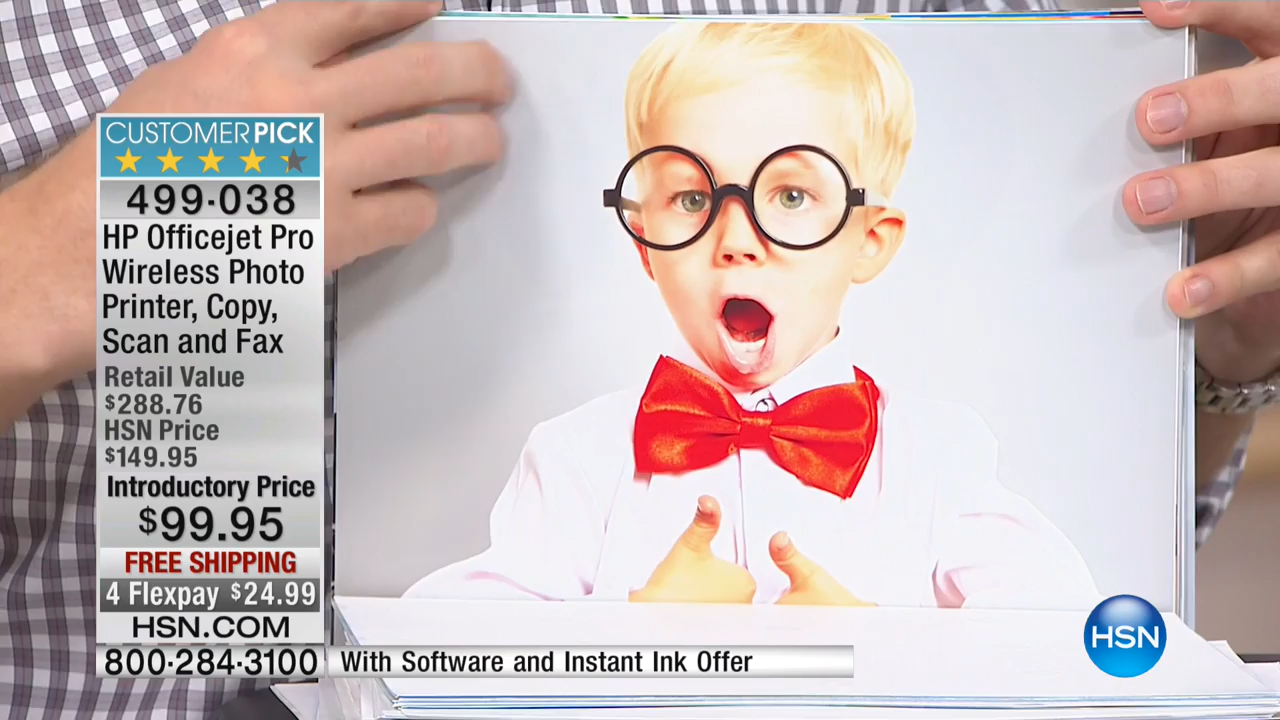 CUSTOMERPICK
499-038
HP Officejet Pro
Wireless Photo
Printer, Copy,
Scan and Fax
Retail Value
$288.76
HSN Price
$149.95
Introductory Price
$99.95
FREE SHIPPING
4 Flexpay $24.99
HSN.COM
800-284-3100
With Software and Instant Ink Offer
HSN